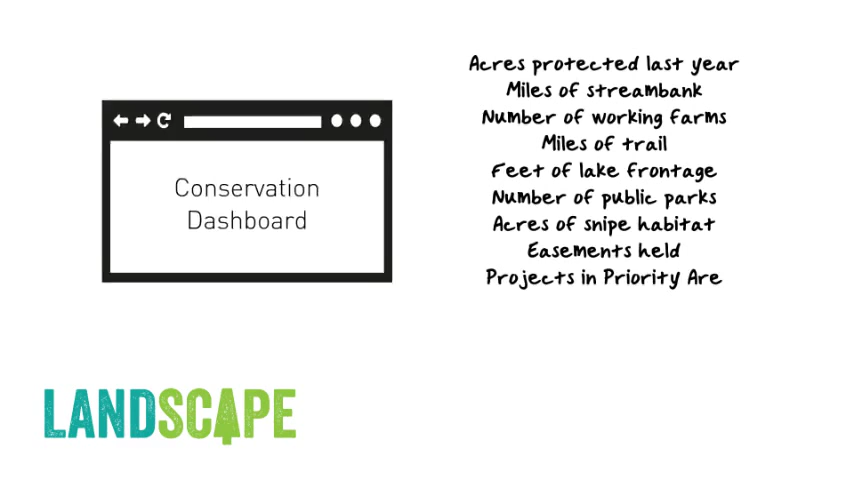 Conservation
Dashboard
Acres protected last year
Miles of streambank
Number of working farms
Miles of trail
Feet of lake frontage
Number of public parks
Acres of snipe habitat
Easements held
Projects in Priority Are
LANDSCAPE